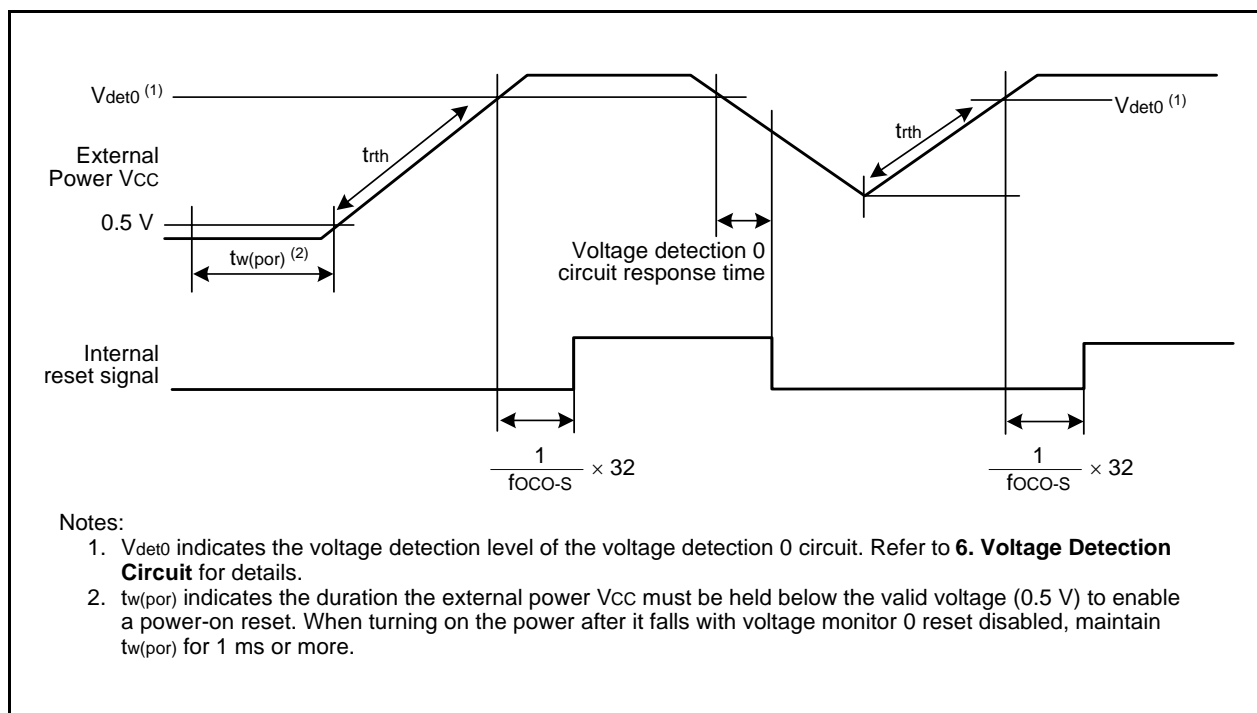 Vdet0 (1)
trth
External
Power VCC
0.5 V
tw(por) (2)
Voltage detection 0
circuit response time
trth
Vdet0 (1)
Internal
reset signal
1
fOCO-S
× 32
1
fOCO-S
× 32
Notes:
1. Vdet0 indicates the voltage detection level of the voltage detection 0 circuit. Refer to 6. Voltage Detection
Circuit for details.
2. tw(por) indicates the duration the external power VCC must be held below the valid voltage (0.5 V) to enable
a power-on reset. When turning on the power after it falls with voltage monitor 0 reset disabled, maintain
tw(por) for 1 ms or more.